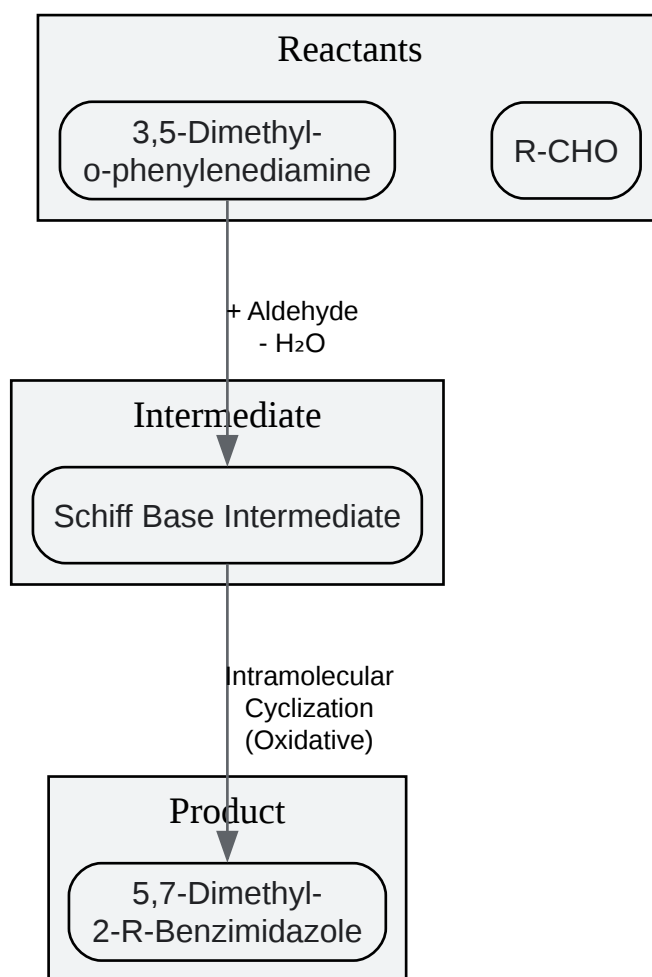 Reactants
3,5-Dimethyl-
o-phenylenediamine
R-CHO
+ Aldehyde
- H₂O
Intermediate
Schiff Base Intermediate
Intramolecular
Cyclization
(Oxidative)
Product
5,7-Dimethyl-
2-R-Benzimidazole